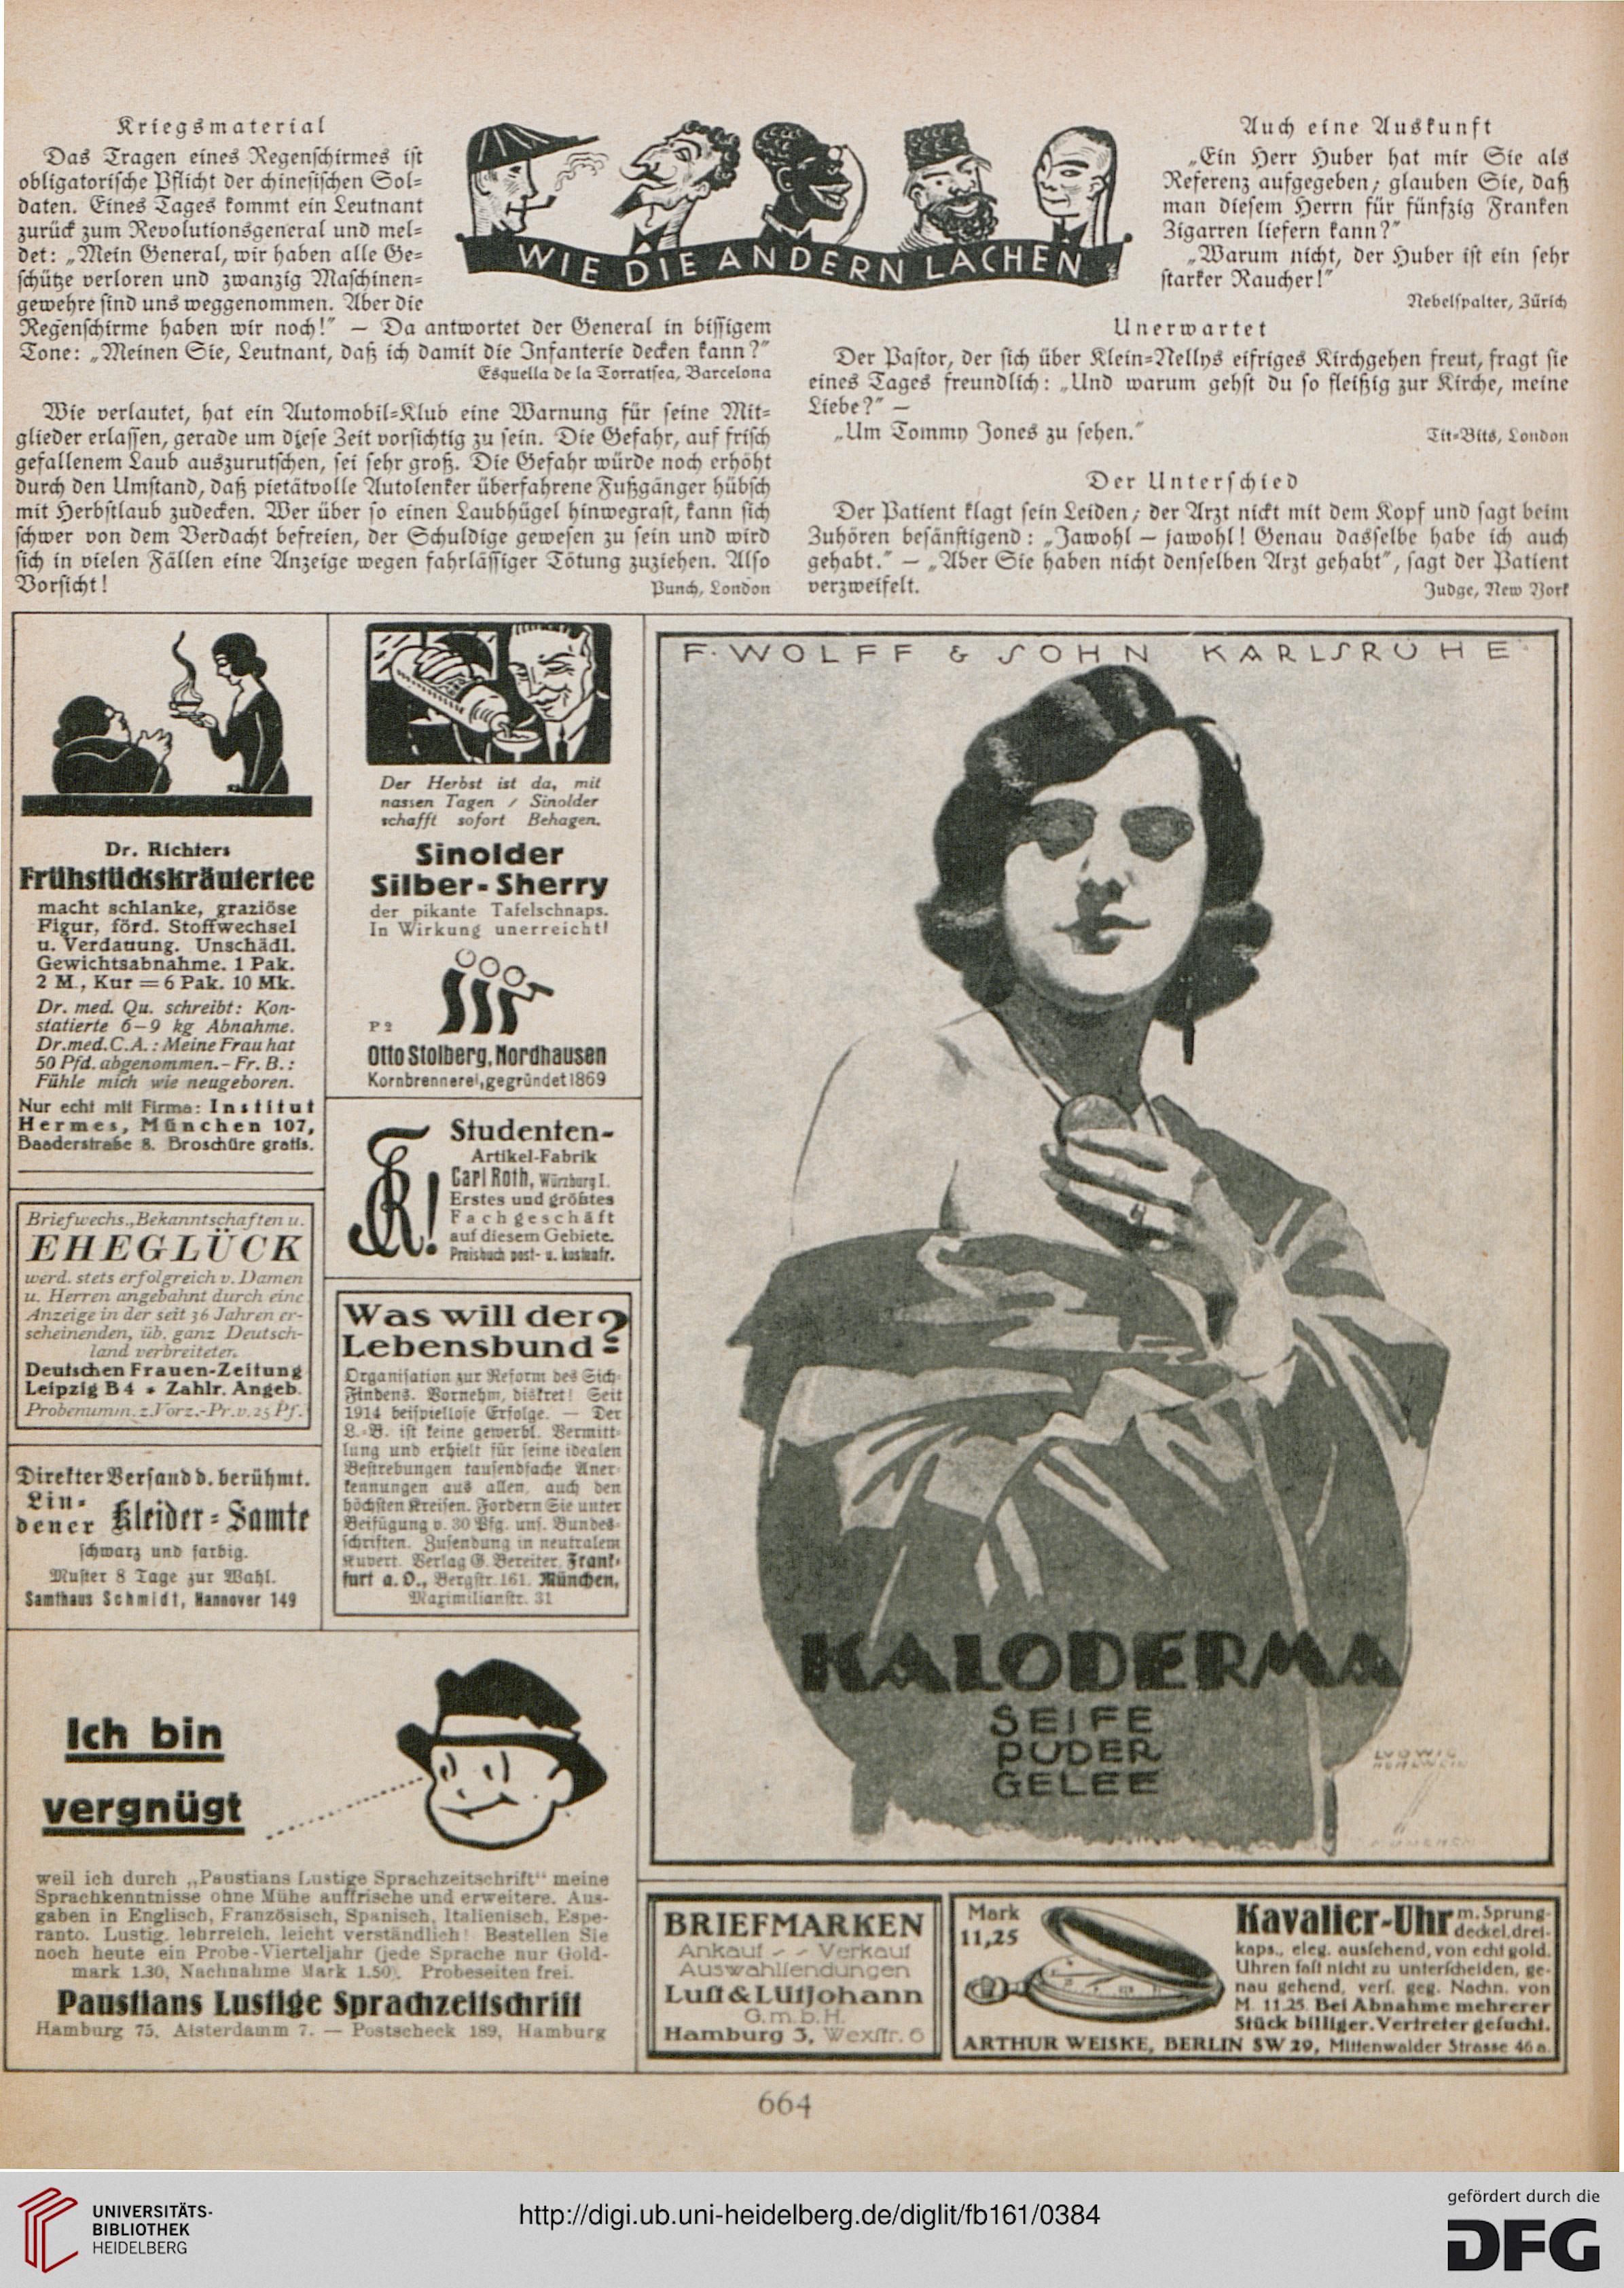 Kriegsmaterial
Das Tragen eines Regenschirmes ist
obligatorische Pflicht der chinesischen Sol-
daten. Eines Tages kommt ein Leutnant
zurück zum Revolutionsgeneral und mel-
det: „Mein General, wir haben alle Ge-
schütze verloren und zwanzig Maschinen-
gewehre sind uns weggenommen. Aber die
Regenschirme haben wir noch!" — Da antwortet der General in bissigem
Tone: „Meinen Sie, Leutnant, daß ich damit die Infanterie decken kann?"
Esquella de la Torratsea, Barcelona
Wie verlautet, hat ein Automobil-Klub eine Warnung für seine Mit-
glieder erlassen, gerade um diese Zeit vorsichtig zu sein. Die Gefahr, auf frisch
gefallenem Laub auszurutschen, sei sehr groß. Die Gefahr würde noch erhöht
durch den Umstand, daß pietätvolle Autolenker überfahrene Fußgänger hübsch
mit Herbstlaub zudecken. Wer über so einen Laubhügel hinwegrast, kann sich
schwer von dem Verdacht befreien, der Schuldige gewesen zu sein und wird
sich in vielen Fällen eine Anzeige wegen fahrlässiger Tötung zuziehen. Also
Vorsicht!
Punch, London
WIE DIE ANDERN LACHEN
Auch eine Auskunft
„Ein Herr Huber hat mir Sie als
Referenz aufgegeben; glauben Sie, daß
man diesem Herrn für fünfzig Franken
Zigarren liefern kann?"
„Warum nicht, der Huber ist ein sehr
starker Raucher!"
Nebelspalter, Zürich
Unerwartet
Der Pastor, der sich über Klein-Nellys eifriges Kirchgehen freut, fragt sie
eines Tages freundlich: „Und warum gehst du so fleißig zur Kirche, meine
Liebe?" —
„Um Tommy Jones zu sehen."
Tit-Bits, London
Der Unterschied
Der Patient klagt sein Leiden; der Arzt nickt mit dem Kopf und sagt beim
Zuhören besänftigend: „Jawohl — jawohl! Genau dasselbe habe ich auch
gehabt." — „Aber Sie haben nicht denselben Arzt gehabt", sagt der Patient
verzweifelt.
Judge, New York
Dr. Richters
Frühstückskräutertee
macht schlanke, graziöse
Figur, förd. Stoffwechsel
u. Verdauung. Unschädl.
Gewichtsabnahme. 1 Pak.
2 M., Kur = 6 Pak. 10 Mk.
Dr. med. Qu. schreibt: Kon-
statierte 6–9 kg Abnahme.
Dr. med. C. A.: Meine Frau hat
50 Pfd. abgenommen.– Fr. B.:
Fühle mich wie neugeboren.
Nur echt mit Firma: Institut
Hermes, München 107,
Baaderstraße 8. Broschüre gratis.
Briefwechs., Bekanntschaften u.
EHEGLÜCK
werd. stets erfolgreich v. Damen
u. Herren angebahnt durch eine
Anzeige in der seit 36 Jahren er-
scheinenden, üb. ganz Deutsch-
land verbreiteten
Deutschen Frauen-Zeitung
Leipzig B 4 * Zahlr. Angeb.
Probenumm. z. Vorz.-Pr. v. 25 Pf.
Direkter Versand d. berühmt.
Lin-
dener Kleider-Samte
schwarz und farbig.
Muster 8 Tage zur Wahl.
Samthaus Schmidt, Hannover 149
Der Herbst ist da, mit
nassen Tagen / Sinolder
schafft sofort Behagen.
Sinolder
Silber-Sherry
der pikante Tafelschnaps.
In Wirkung unerreicht!
P 2
Otto Stolberg, Nordhausen
Kornbrennerei, gegründet 1869
Studenten-
Artikel-Fabrik
Carl Roth, Würzburg I.
Erstes und größtes
Fachgeschäft
auf diesem Gebiete.
Preisbuch post- u. kostenfr.
CR!
Was will der
Lebensbund?
Organisation zur Reform des Sich-
Findens. Vornehm, diskret! Seit
1914 beispiellose Erfolge. — Der
L.-B. ist keine gewerbl. Vermitt-
lung und erhielt für seine idealen
Bestrebungen tausendfache Aner-
kennungen aus allen, auch den
höchsten Kreisen. Fordern Sie unter
Beifügung v. 30 Pfg. uns. Bundes-
schriften. Zusendung in neutralem
Kuvert. Verlag G. Bereiter, Frank-
furt a. O., Bergstr. 161. München,
Maximilianstr. 31
Ich bin
vergnügt
weil ich durch „Paustians Lustige Sprachzeitschrift" meine
Sprachkenntnisse ohne Mühe auffrische und erweitere. Aus-
gaben in Englisch, Französisch, Spanisch, Italienisch, Espe-
ranto. Lustig, lehrreich, leicht verständlich! Bestellen Sie
noch heute ein Probe-Vierteljahr (jede Sprache nur Gold-
mark 1.30, Nachnahme Mark 1.50). Probeseiten frei.
Paustians Lustige Sprachzeitschrift
Hamburg 75, Alsterdamm 7. — Postscheck 189, Hamburg
F. WOLFF & SOHN KARLSRUHE
KALODERMA
SEIFE
PUDER
GELEE
LUDWIG
HOHLWEIN
MÜNCHEN
BRIEFMARKEN
Ankauf - - Verkauf
Auswahlsendungen
Luft & Lütjohann
G.m.b.H.
Hamburg 3, Wexstr. 6
Mark
11,25
Kavalier-Uhr m. Sprung-
deckel, drei-
kaps., eleg. aussehend, von echt gold.
Uhren fast nicht zu unterscheiden, ge-
nau gehend, vers. geg. Nachn. von
M. 11.25. Bei Abnahme mehrerer
Stück billiger. Vertreter gesucht.
ARTHUR WEISKE, BERLIN SW 29, Mittenwalder Strasse 46 a.
664
UNIVERSITÄTS-
BIBLIOTHEK
HEIDELBERG
http://digi.ub.uni-heidelberg.de/diglit/fb161/0384
gefördert durch die
DFG